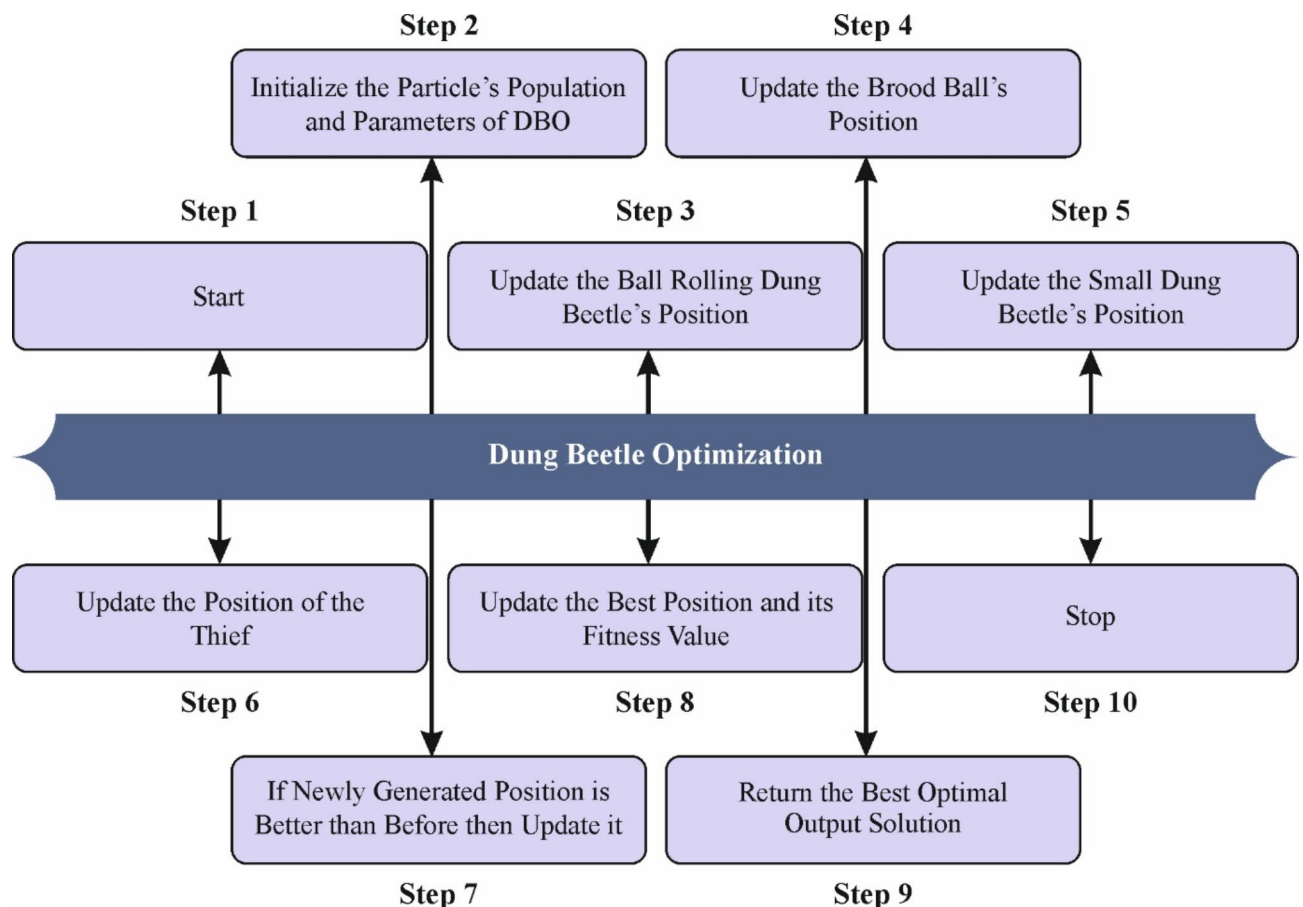 Step 2
Initialize the Particle's Population
and Parameters of DBO
Step 4
Update the Brood Ball's
Position
Step 1
Start
Step 3
Update the Ball Rolling Dung
Beetle's Position
Step 5
Update the Small Dung
Beetle's Position
Dung Beetle Optimization
Update the Position of the
Thief
Step 6
Update the Best Position and its
Fitness Value
Step 8
Stop
Step 10
If Newly Generated Position is
Better than Before then Update it
Step 7
Return the Best Optimal
Output Solution
Step 9